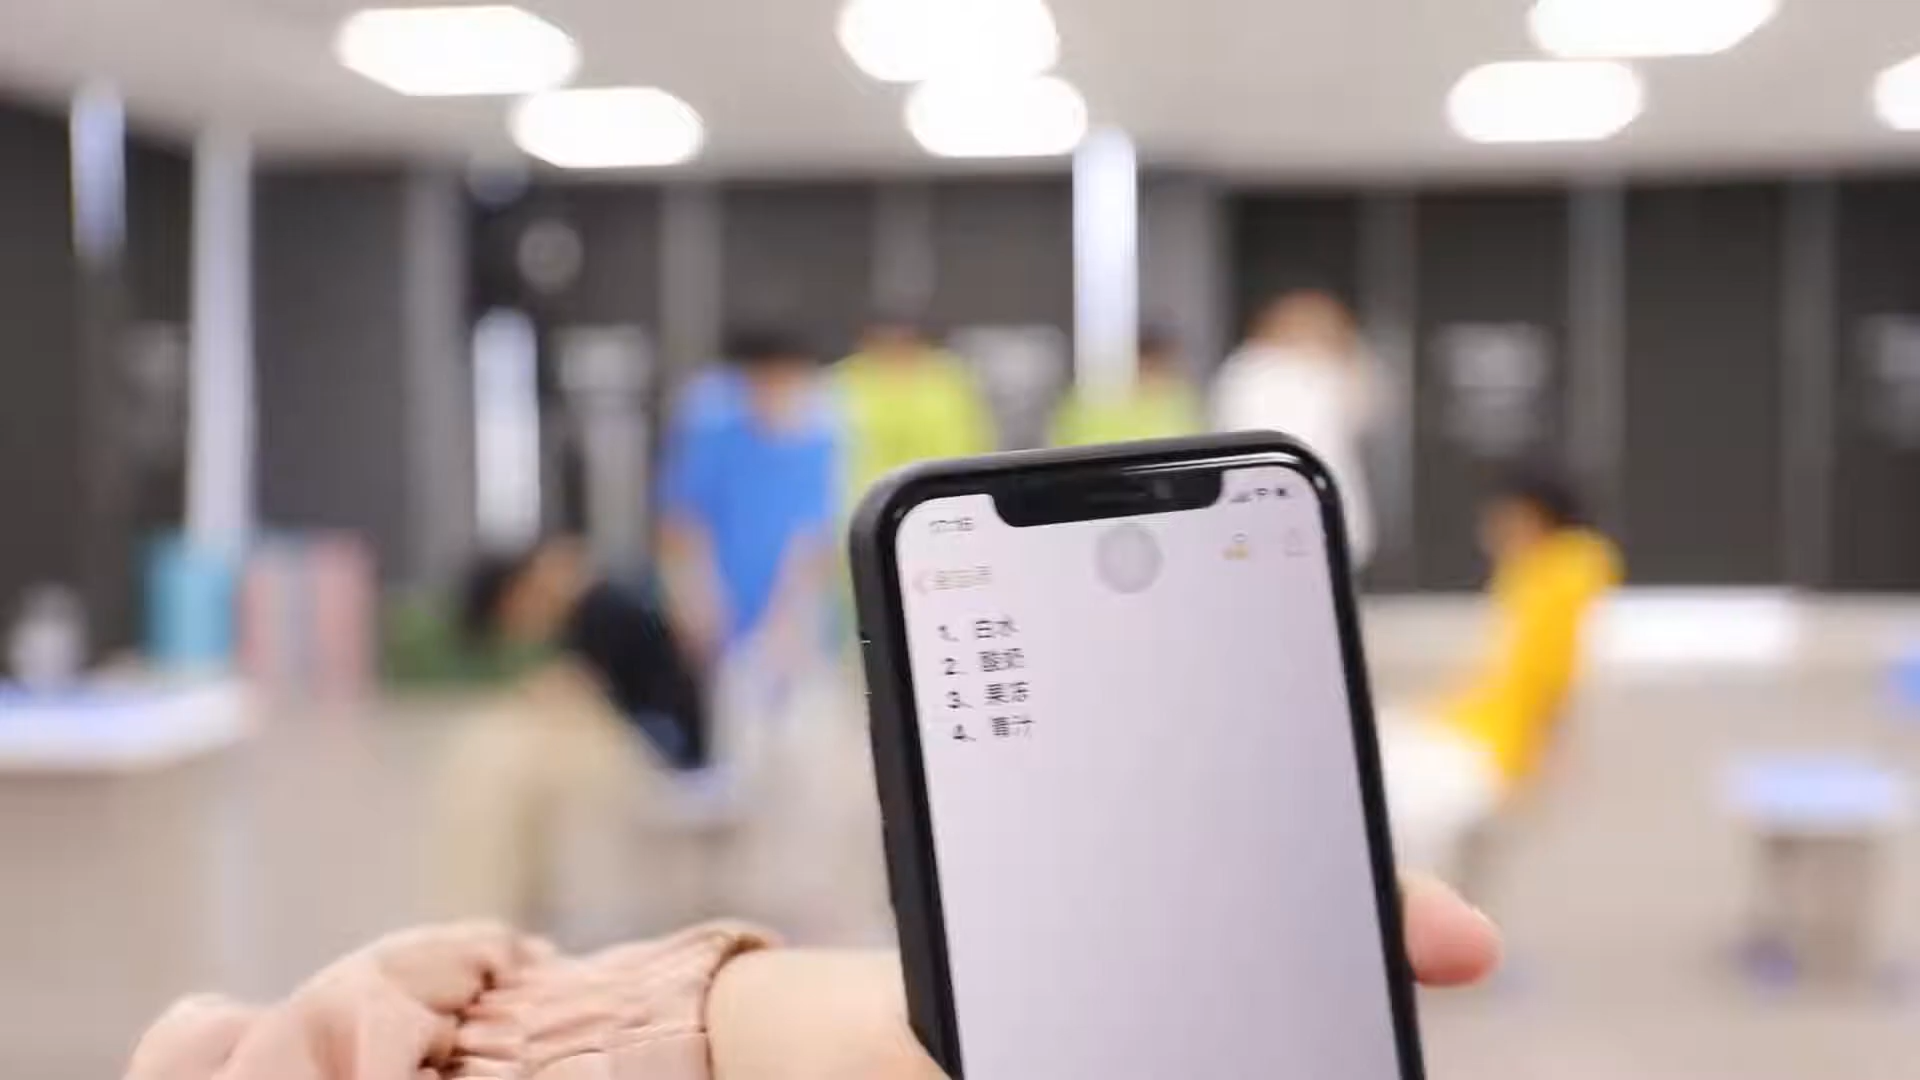 1. 白水
2. 酸奶
3. 果冻
4. 青汁